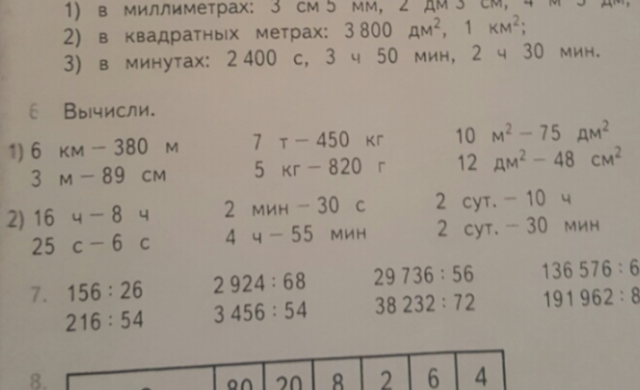 1) в миллиметрах: 3 см 5 мм, 2 дм 3 см, 4 м 5 дм;
2) в квадратных метрах: 3 800 дм², 1 км²;
3) в минутах: 2 400 с, 3 ч 50 мин, 2 ч 30 мин.
6 Вычисли.
1) 6 км – 380 м 7 т – 450 кг 10 м² – 75 дм²
3 м – 89 см 5 кг – 820 г 12 дм² – 48 см²
2) 16 ч – 8 ч 2 мин – 30 с 2 сут. – 10 ч
25 с – 6 с 4 ч – 55 мин 2 сут. – 30 мин
7. 156 : 26 2 924 : 68 29 736 : 56 136 576 : 6
216 : 54 3 456 : 54 38 232 : 72 191 962 : 8
8. 80 20 8 2 6 4